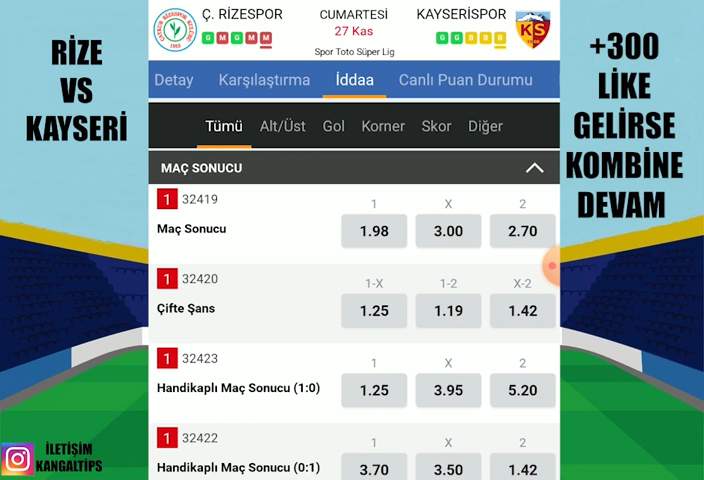 RİZE
VS
KAYSERİ
Ç. RİZESPOR
G M G M M
CUMARTESİ
27 Kas
Spor Toto Süper Lig
KAYSERİSPOR
G G B B B
KS
+300
LİKE
GELİRSE
KOMBİNE
DEVAM
Detay Karşılaştırma İddaa Canlı Puan Durumu
Tümü Alt/Üst Gol Korner Skor Diğer
MAÇ SONUCU
1 32419 1 X 2
Maç Sonucu 1.98 3.00 2.70
1 32420 1-X 1-2 X-2
Çifte Şans 1.25 1.19 1.42
1 32423 1 X 2
Handikaplı Maç Sonucu (1:0) 1.25 3.95 5.20
1 32422 1 X 2
Handikaplı Maç Sonucu (0:1) 3.70 3.50 1.42
İLETİŞİM
KANGALTİPS